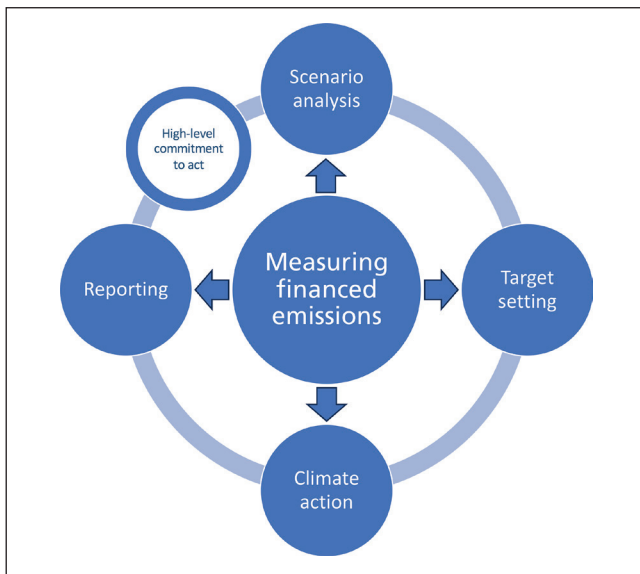 Scenario
analysis
High-level
commitment
to act
Measuring
financed
emissions
Reporting
Target
setting
Climate
action